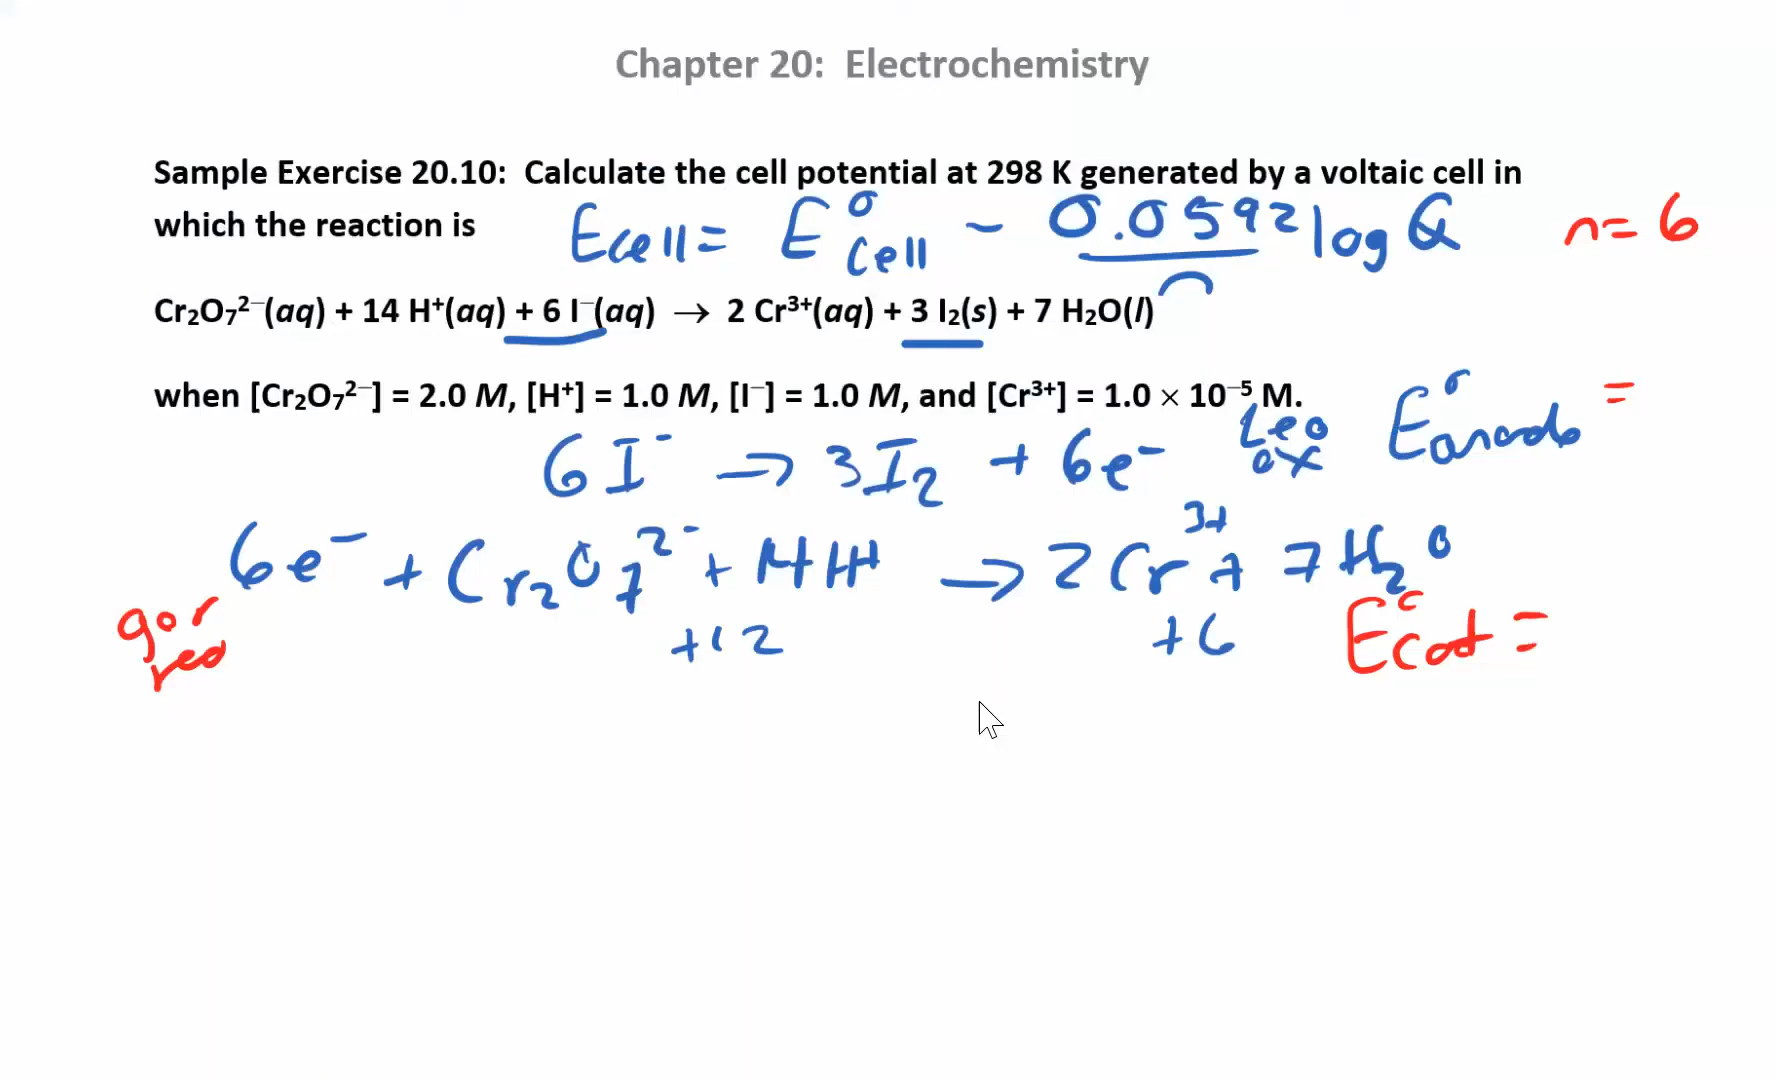 Chapter 20: Electrochemistry
Sample Exercise 20.10: Calculate the cell potential at 298 K generated by a voltaic cell in
which the reaction is
Ecell = E°cell − 0.0592/n log Q
n = 6
Cr₂O₇²⁻(aq) + 14 H⁺(aq) + 6 I⁻(aq) → 2 Cr³⁺(aq) + 3 I₂(s) + 7 H₂O(l)
when [Cr₂O₇²⁻] = 2.0 M, [H⁺] = 1.0 M, [I⁻] = 1.0 M, and [Cr³⁺] = 1.0 × 10⁻⁵ M.
6I⁻ → 3I₂ + 6e⁻
Leo
ox
E°anode =
6e⁻ + Cr₂O₇²⁻ + 14H⁺ → 2Cr³⁺ + 7H₂O
ger
red
+12
+6
E°cat =